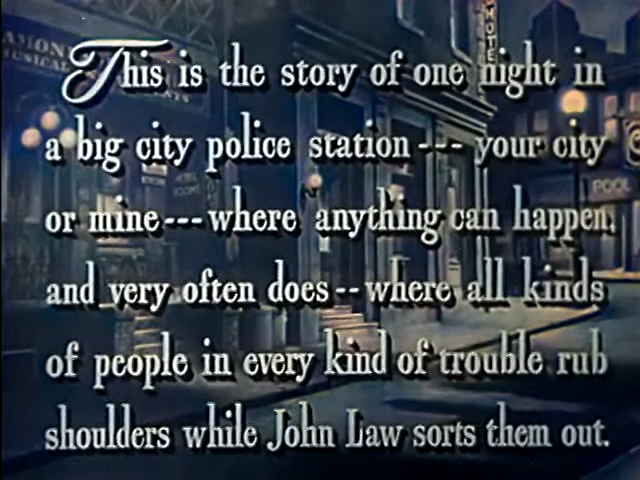 This is the story of one night in
a big city police station --- your city
or mine --- where anything can happen,
and very often does -- where all kinds
of people in every kind of trouble rub
shoulders while John Law sorts them out.
HOTEL
POOL